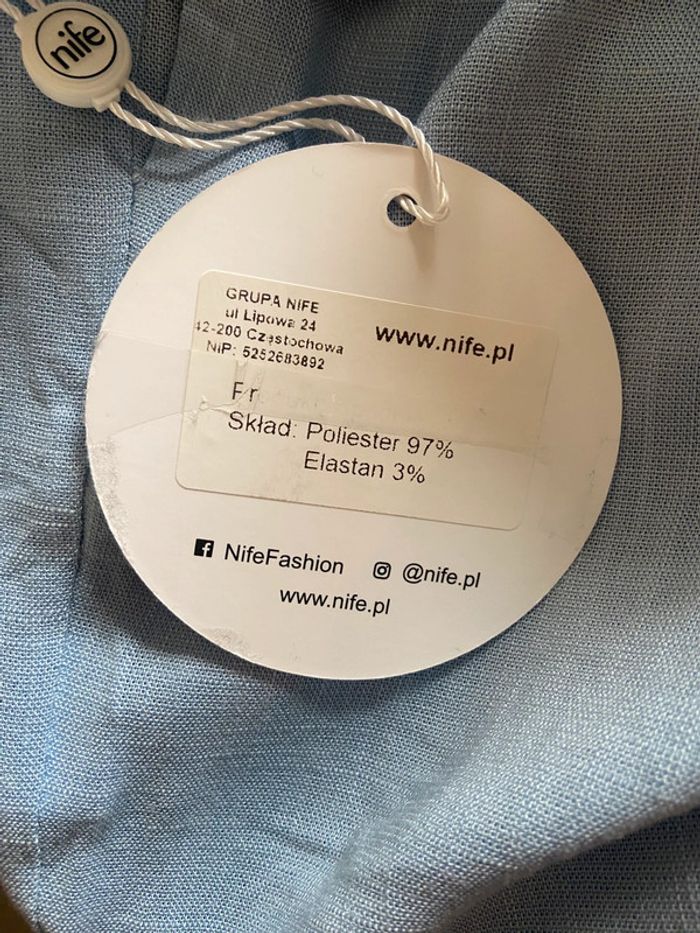 nife
GRUPA NIFE
ul Lipowa 24
42-200 Częstochowa
NIP: 5252683892
www.nife.pl
Skład: Poliester 97%
Elastan 3%
NifeFashion @nife.pl
www.nife.pl